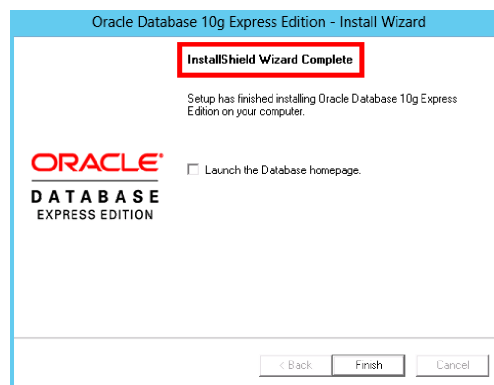 Oracle Database 10g Express Edition - Install Wizard
InstallShield Wizard Complete
Setup has finished installing Oracle Database 10g Express
Edition on your computer.
ORACLE
DATABASE
EXPRESS EDITION
Launch the Database homepage.
< Back
Finish
Cancel